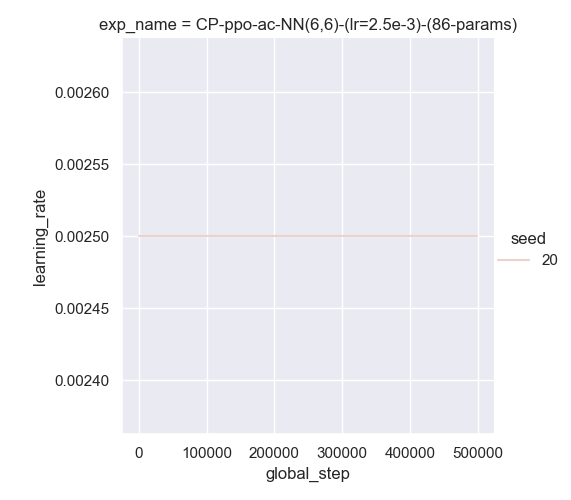 exp_name = CP-ppo-ac-NN(6,6)-(lr=2.5e-3)-(86-params)
0.00260
0.00255
0.00250
0.00245
0.00240
learning_rate
seed
20
0 100000 200000 300000 400000 500000
global_step